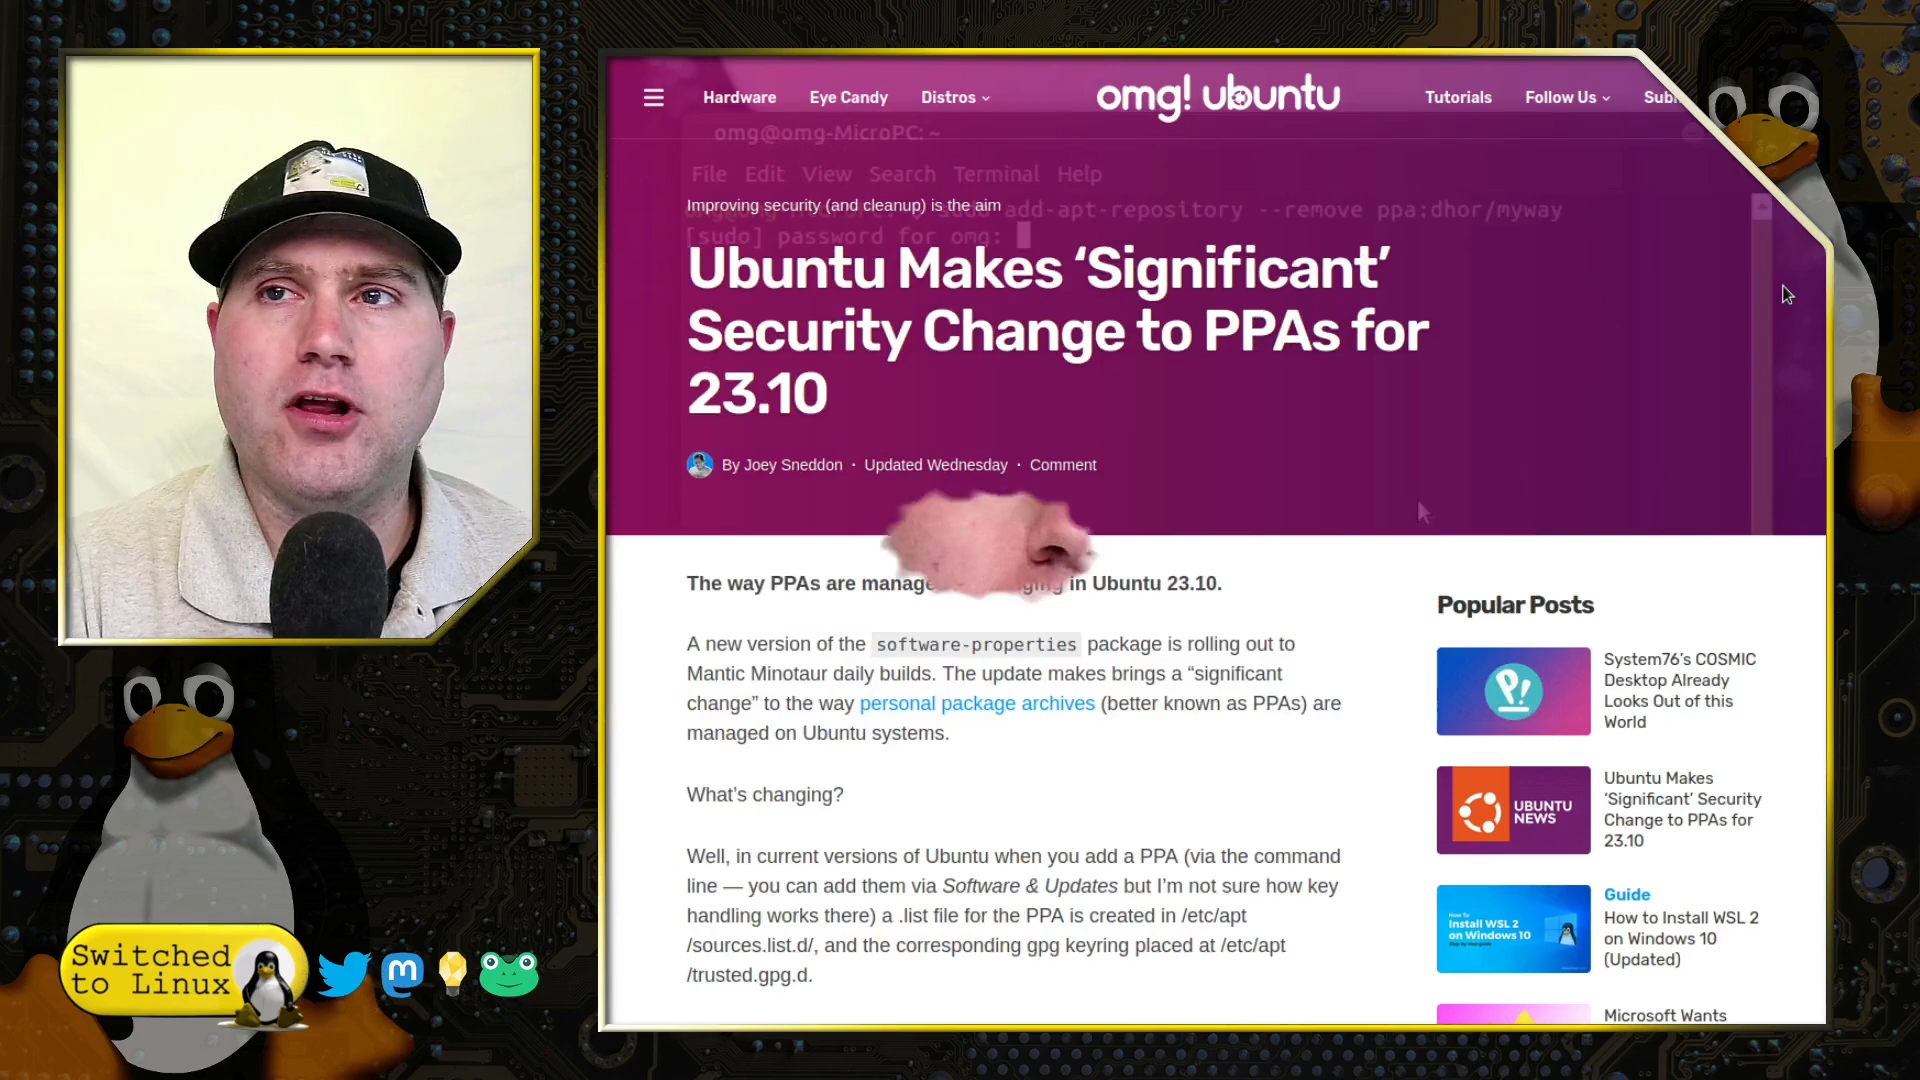 Hardware Eye Candy Distros omg! ubuntu Tutorials Follow Us
omg@omg-MicroPC: ~
File Edit View Search Terminal Help
Improving security (and cleanup) is the aim
add-apt-repository --remove ppa:dhor/myway
[sudo] password for omg:
Ubuntu Makes ‘Significant’
Security Change to PPAs for
23.10
By Joey Sneddon · Updated Wednesday · Comment
The way PPAs are in Ubuntu 23.10.
A new version of the software-properties package is rolling out to
Mantic Minotaur daily builds. The update makes brings a “significant
change” to the way personal package archives (better known as PPAs) are
managed on Ubuntu systems.
What’s changing?
Well, in current versions of Ubuntu when you add a PPA (via the command
line — you can add them via Software & Updates but I’m not sure how key
handling works there) a .list file for the PPA is created in /etc/apt
/sources.list.d/, and the corresponding gpg keyring placed at /etc/apt
/trusted.gpg.d.
Popular Posts
System76’s COSMIC
Desktop Already
Looks Out of this
World
UBUNTU
NEWS
Ubuntu Makes
‘Significant’ Security
Change to PPAs for
23.10
How To
Install WSL 2
on Windows 10
Guide
How to Install WSL 2
on Windows 10
(Updated)
Microsoft Wants
Switched
to Linux